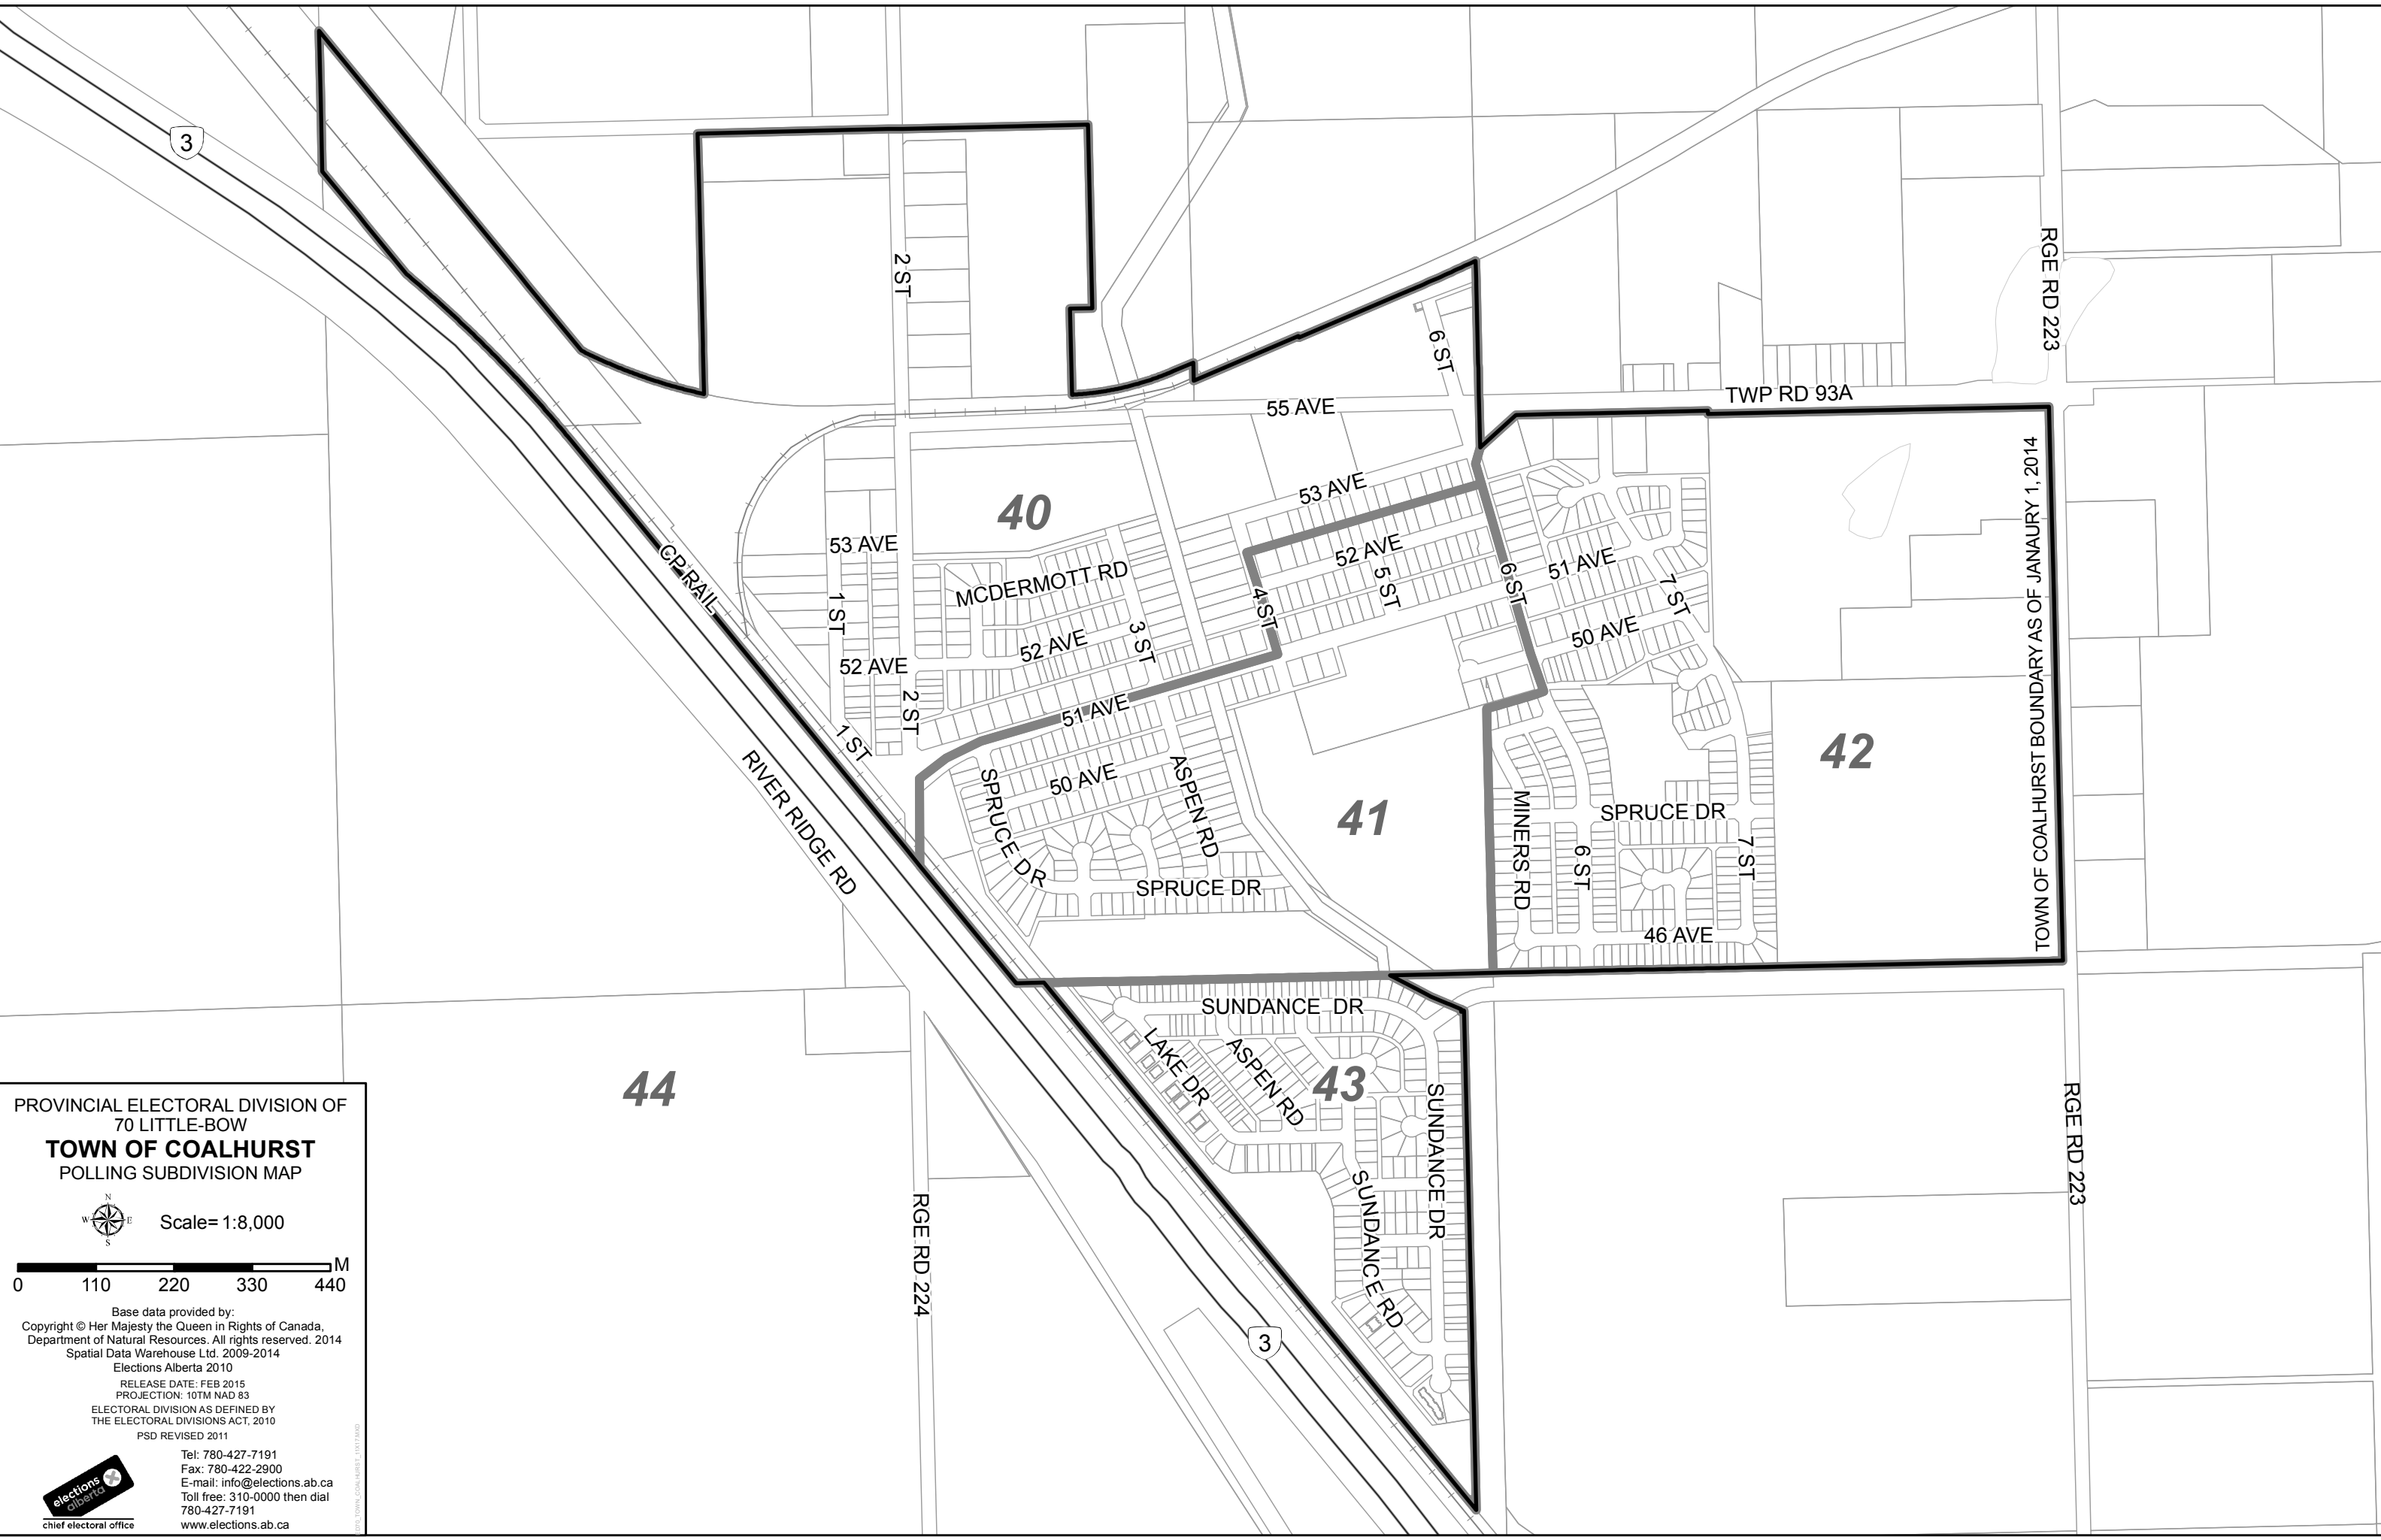 3
2 ST
RGE RD 223
6 ST
TWP RD 93A
55 AVE
TOWN OF COALHURST BOUNDARY AS OF JANAURY 1, 2014
53 AVE
40
53 AVE
CP RAIL
52 AVE
51 AVE
MCDERMOTT RD
5 ST
6 ST
7 ST
1 ST
4 ST
3 ST
50 AVE
52 AVE
52 AVE
2 ST
51 AVE
1 ST
42
50 AVE
SPRUCE DR
ASPEN RD
RIVER RIDGE RD
41
MINERS RD
SPRUCE DR
6 ST
7 ST
SPRUCE DR
46 AVE
SUNDANCE DR
LAKE DR
ASPEN RD
43
44
SUNDANCE DR
RGE RD 223
SUNDANCE RD
RGE RD 224
3
PROVINCIAL ELECTORAL DIVISION OF
70 LITTLE-BOW
TOWN OF COALHURST
POLLING SUBDIVISION MAP
N
W E
S
Scale= 1:8,000
M
0 110 220 330 440
Base data provided by:
Copyright © Her Majesty the Queen in Rights of Canada,
Department of Natural Resources. All rights reserved. 2014
Spatial Data Warehouse Ltd. 2009-2014
Elections Alberta 2010
RELEASE DATE: FEB 2015
PROJECTION: 10TM NAD 83
ELECTORAL DIVISION AS DEFINED BY
THE ELECTORAL DIVISIONS ACT, 2010
PSD REVISED 2011
elections
alberta
chief electoral office
Tel: 780-427-7191
Fax: 780-422-2900
E-mail: info@elections.ab.ca
Toll free: 310-0000 then dial
780-427-7191
www.elections.ab.ca